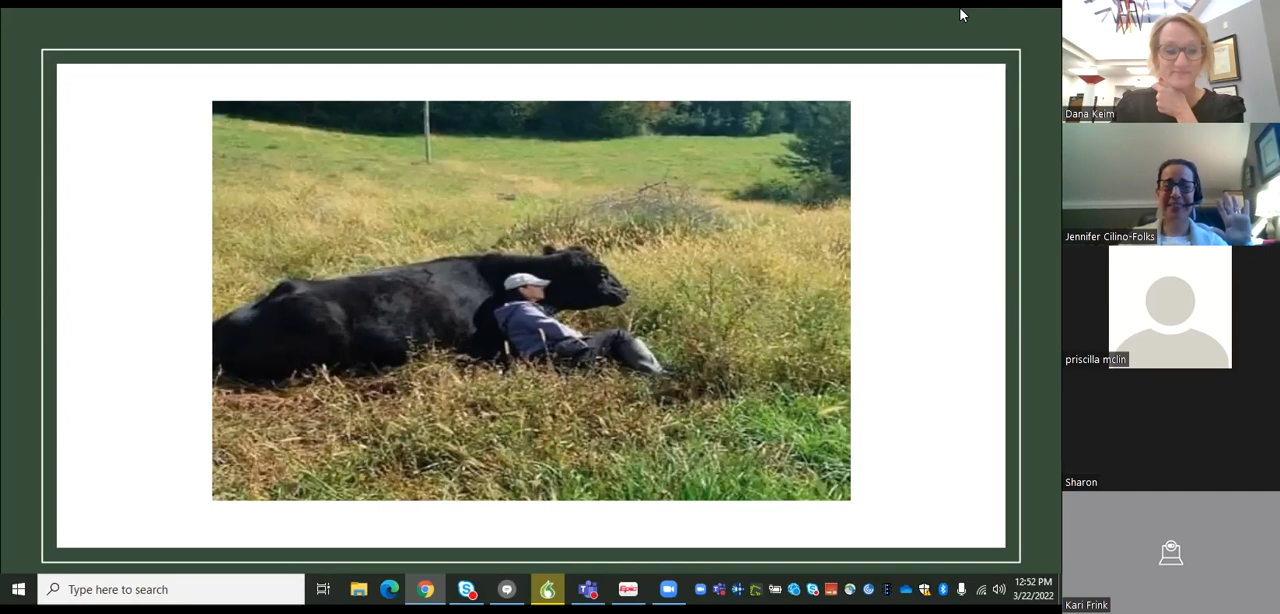 Dana Keim
Jennifer Cilino-Folks
priscilla mclin
Sharon
Kari Frink
Type here to search
Epic
12:52 PM
3/22/2022